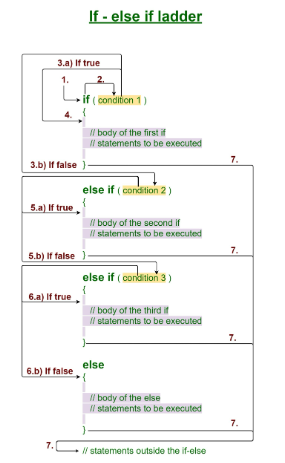 If - else if ladder
3.a) If true
1. 2.
if ( condition 1 )
4. {
// body of the first if
// statements to be executed
3.b) If false } 7.
else if ( condition 2 )
5.a) If true {
// body of the second if
// statements to be executed
5.b) If false } 7.
else if ( condition 3 )
{
6.a) If true
// body of the third if
// statements to be executed
} 7.
else
6.b) If false {
// body of the else
// statements to be executed
} 7.
7. // statements outside the if-else